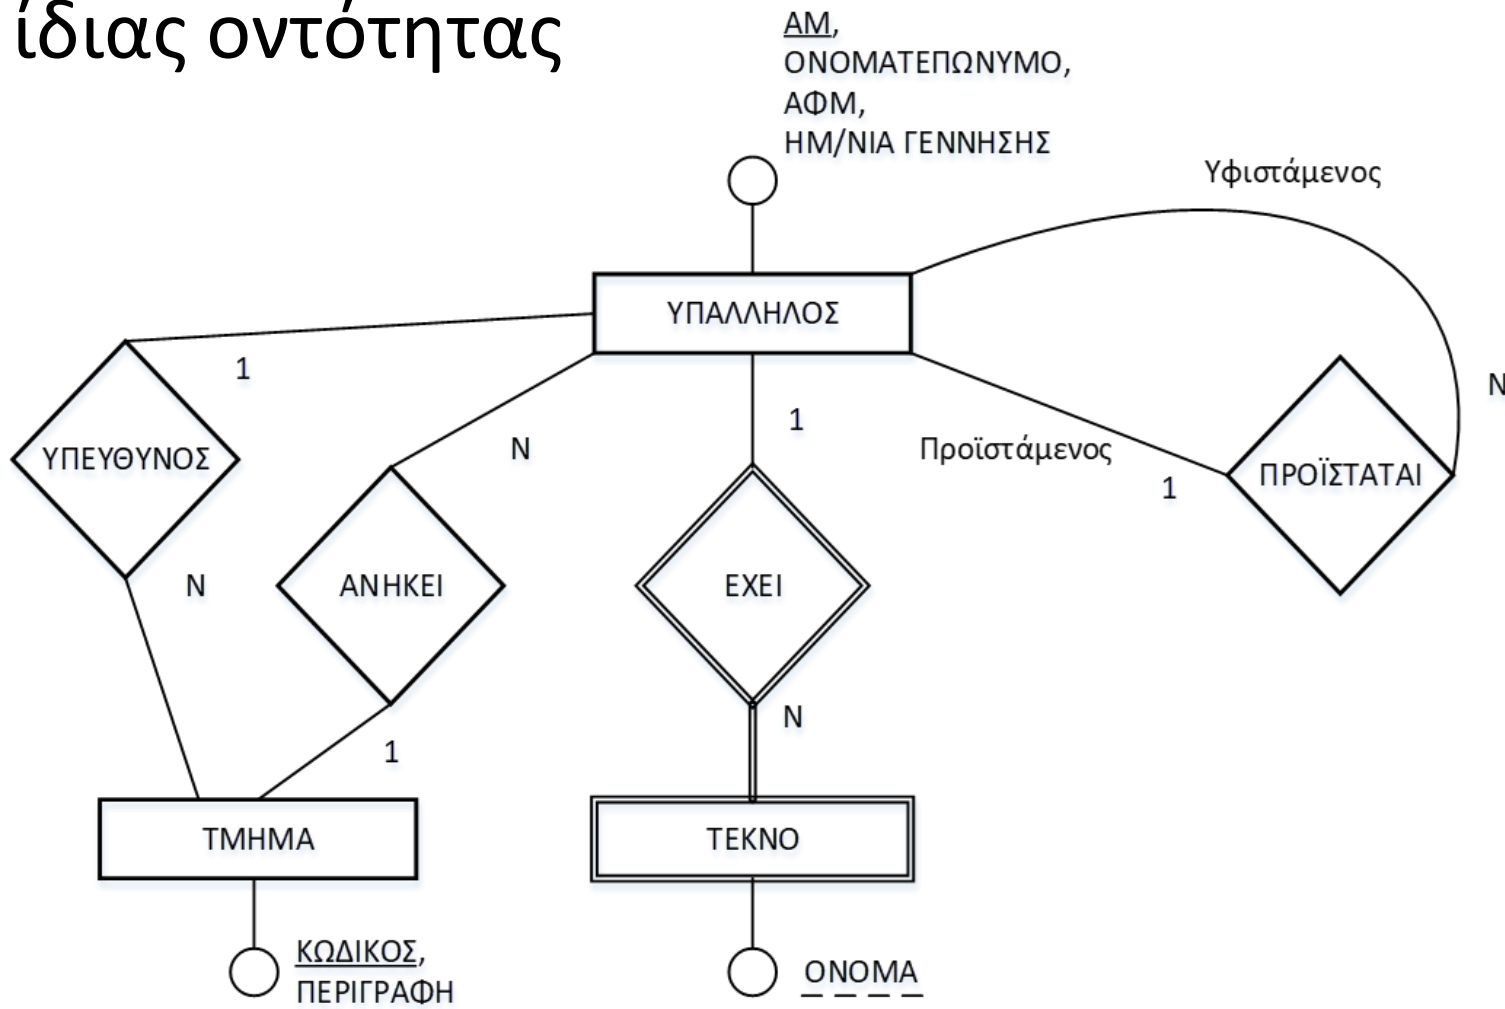 ίδιας οντότητας
ΑΜ,
ΟΝΟΜΑΤΕΠΩΝΥΜΟ,
ΑΦΜ,
ΗΜ/ΝΙΑ ΓΕΝΝΗΣΗΣ
Υφιστάμενος
ΥΠΑΛΛΗΛΟΣ
1
N
1
N
Προϊστάμενος
1
ΥΠΕΥΘΥΝΟΣ
ΠΡΟΪΣΤΑΤΑΙ
N
ΑΝΗΚΕΙ
ΕΧΕΙ
N
1
ΤΜΗΜΑ
ΤΕΚΝΟ
ΚΩΔΙΚΟΣ,
ΠΕΡΙΓΡΑΦΗ
ΟΝΟΜΑ